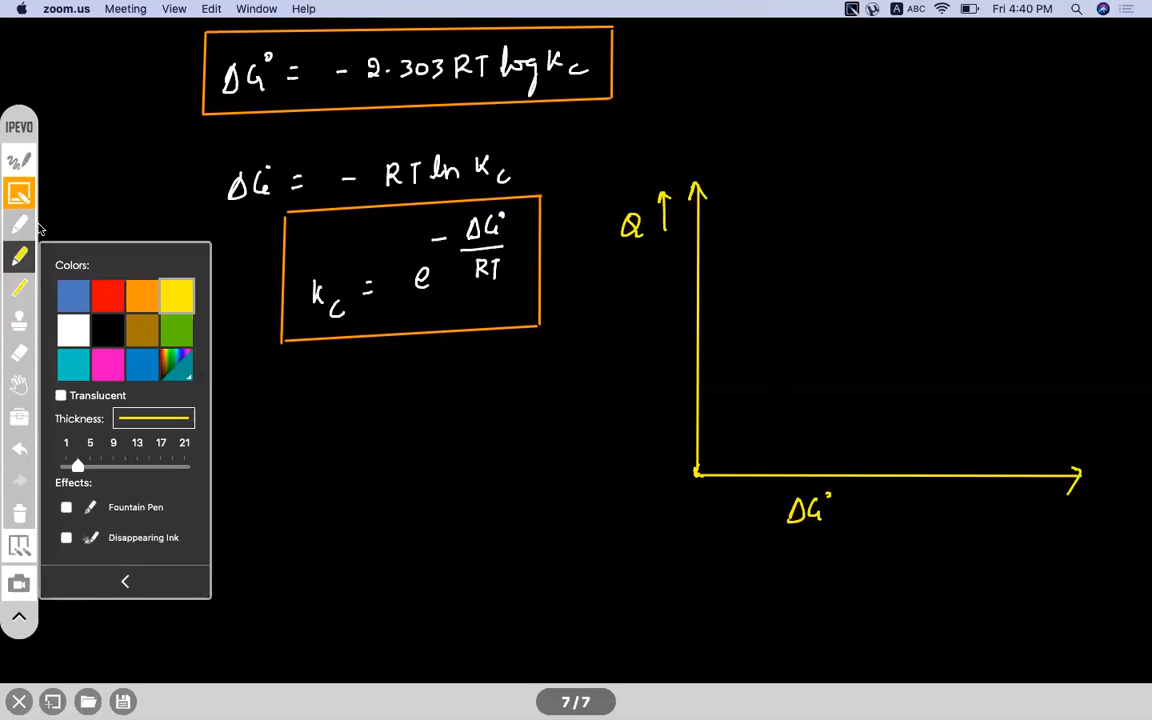 zoom.us Meeting View Edit Window Help
A ABC Fri 4:40 PM
ΔG° = - 2.303 RT log Kc
IPEVO
ΔG° = - RT ln Kc
Q ↑
Kc = e^(-ΔG°/RT)
Colors:
Translucent
Thickness:
1 5 9 13 17 21
Effects:
Fountain Pen
Disappearing Ink
ΔG°
7/7